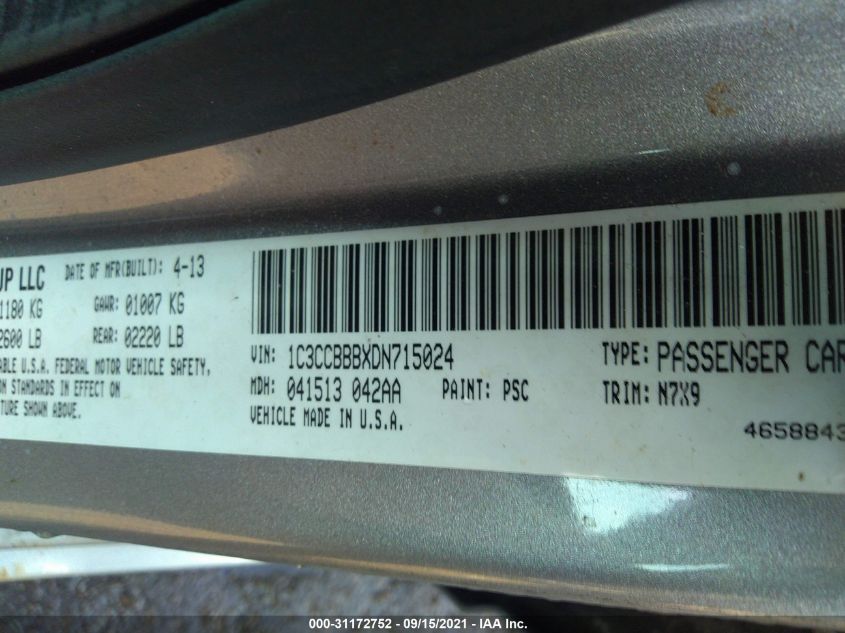 UP LLC DATE OF MFR(BUILT): 4-13
1180 KG GAWR: 01007 KG
2600 LB REAR: 02220 LB
ABLE U.S.A. FEDERAL MOTOR VEHICLE SAFETY,
ON STANDARDS IN EFFECT ON
TURE SHOWN ABOVE.
VIN: 1C3CCBBBXDN715024 TYPE: PASSENGER CAR
MDH: 041513 042AA PAINT: PSC TRIM: N7X9
VEHICLE MADE IN U.S.A.
4658843
000-31172752 - 09/15/2021 - IAA Inc.